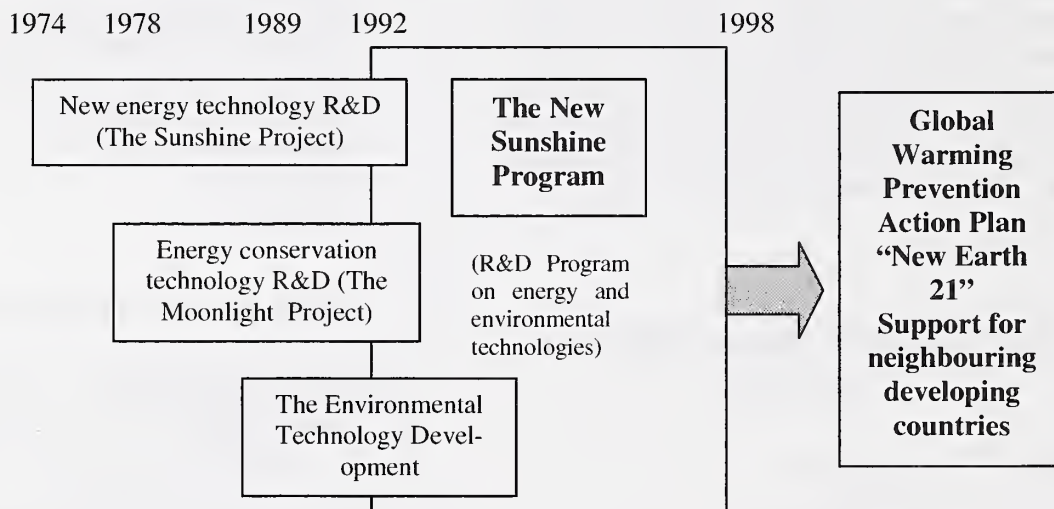 1974 1978 1989 1992 1998
New energy technology R&D
(The Sunshine Project)
The New
Sunshine
Program
Energy conservation
technology R&D (The
Moonlight Project)
(R&D Program
on energy and
environmental
technologies)
The Environmental
Technology Devel-
opment
Global
Warming
Prevention
Action Plan
“New Earth
21”
Support for
neighbouring
developing
countries